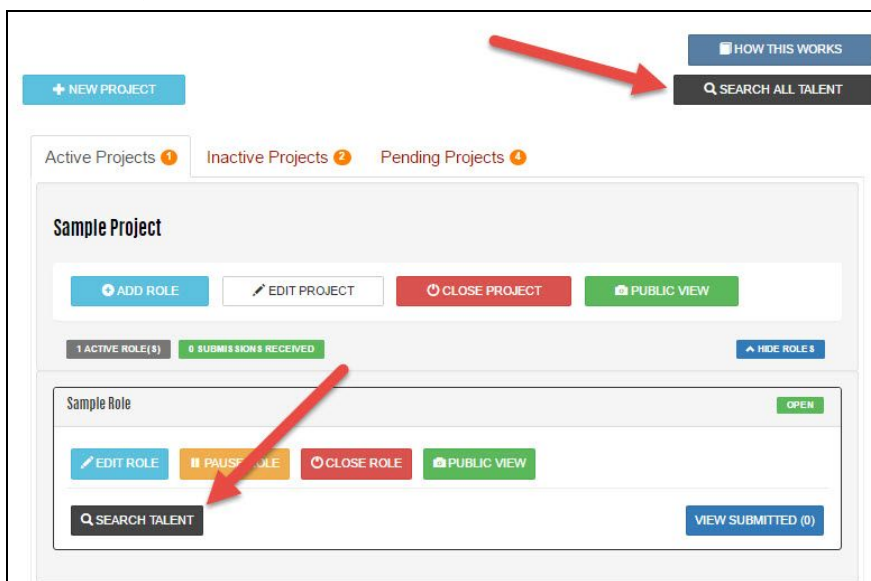 HOW THIS WORKS
NEW PROJECT
SEARCH ALL TALENT
Active Projects 1 Inactive Projects 2 Pending Projects 4
Sample Project
ADD ROLE EDIT PROJECT CLOSE PROJECT PUBLIC VIEW
1 ACTIVE ROLE(S) 0 SUBMISSIONS RECEIVED HIDE ROLES
Sample Role OPEN
EDIT ROLE PAUSE ROLE CLOSE ROLE PUBLIC VIEW
SEARCH TALENT VIEW SUBMITTED (0)